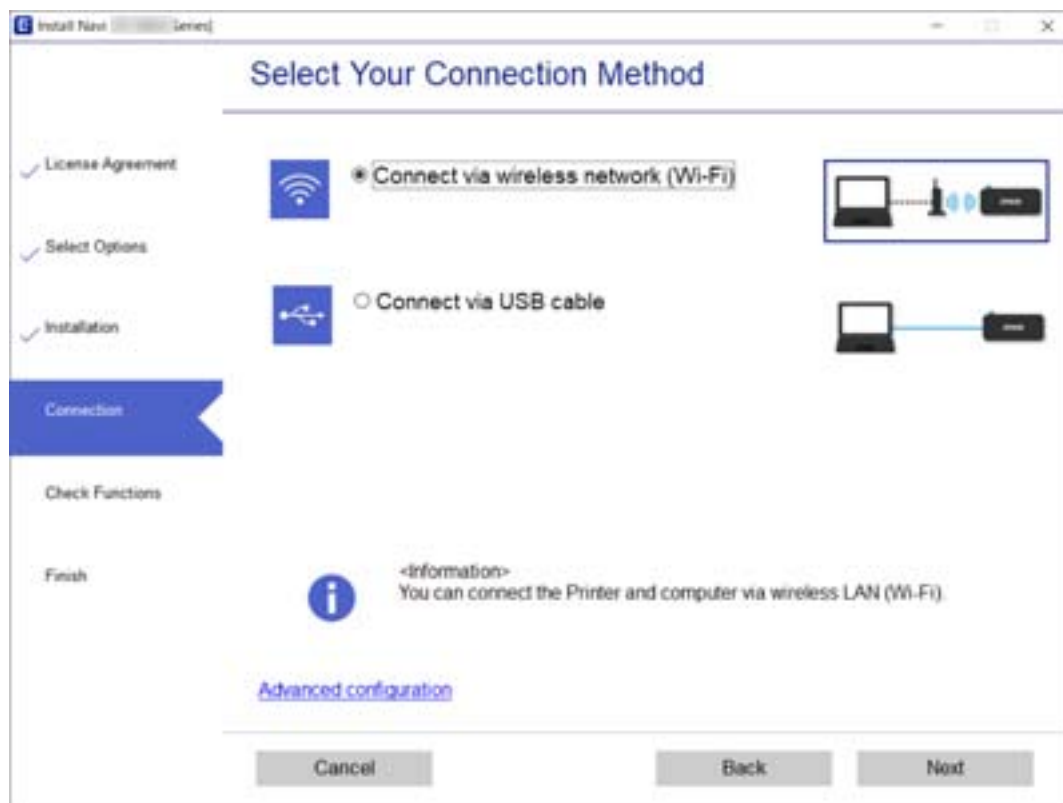 Install Navi Series]
Select Your Connection Method
License Agreement
Select Options
Installation
Connection
Check Functions
Finish
Connect via wireless network (Wi-Fi)
Connect via USB cable
<Information>
You can connect the Printer and computer via wireless LAN (Wi-Fi).
Advanced configuration
Cancel
Back
Next